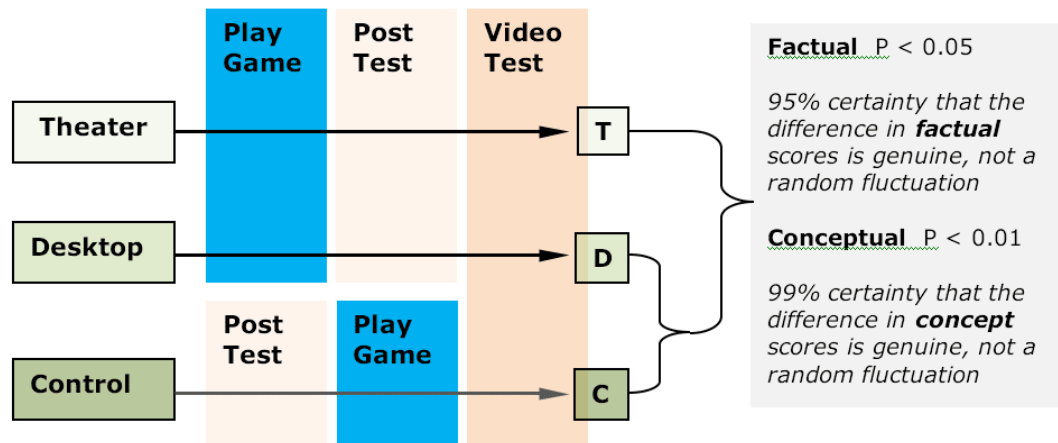 Play
Game
Post
Test
Video
Test
Factual P < 0.05
95% certainty that the
difference in factual
scores is genuine, not a
random fluctuation
Conceptual P < 0.01
99% certainty that the
difference in concept
scores is genuine, not a
random fluctuation
Theater
T
Desktop
D
Post
Test
Play
Game
Control
C